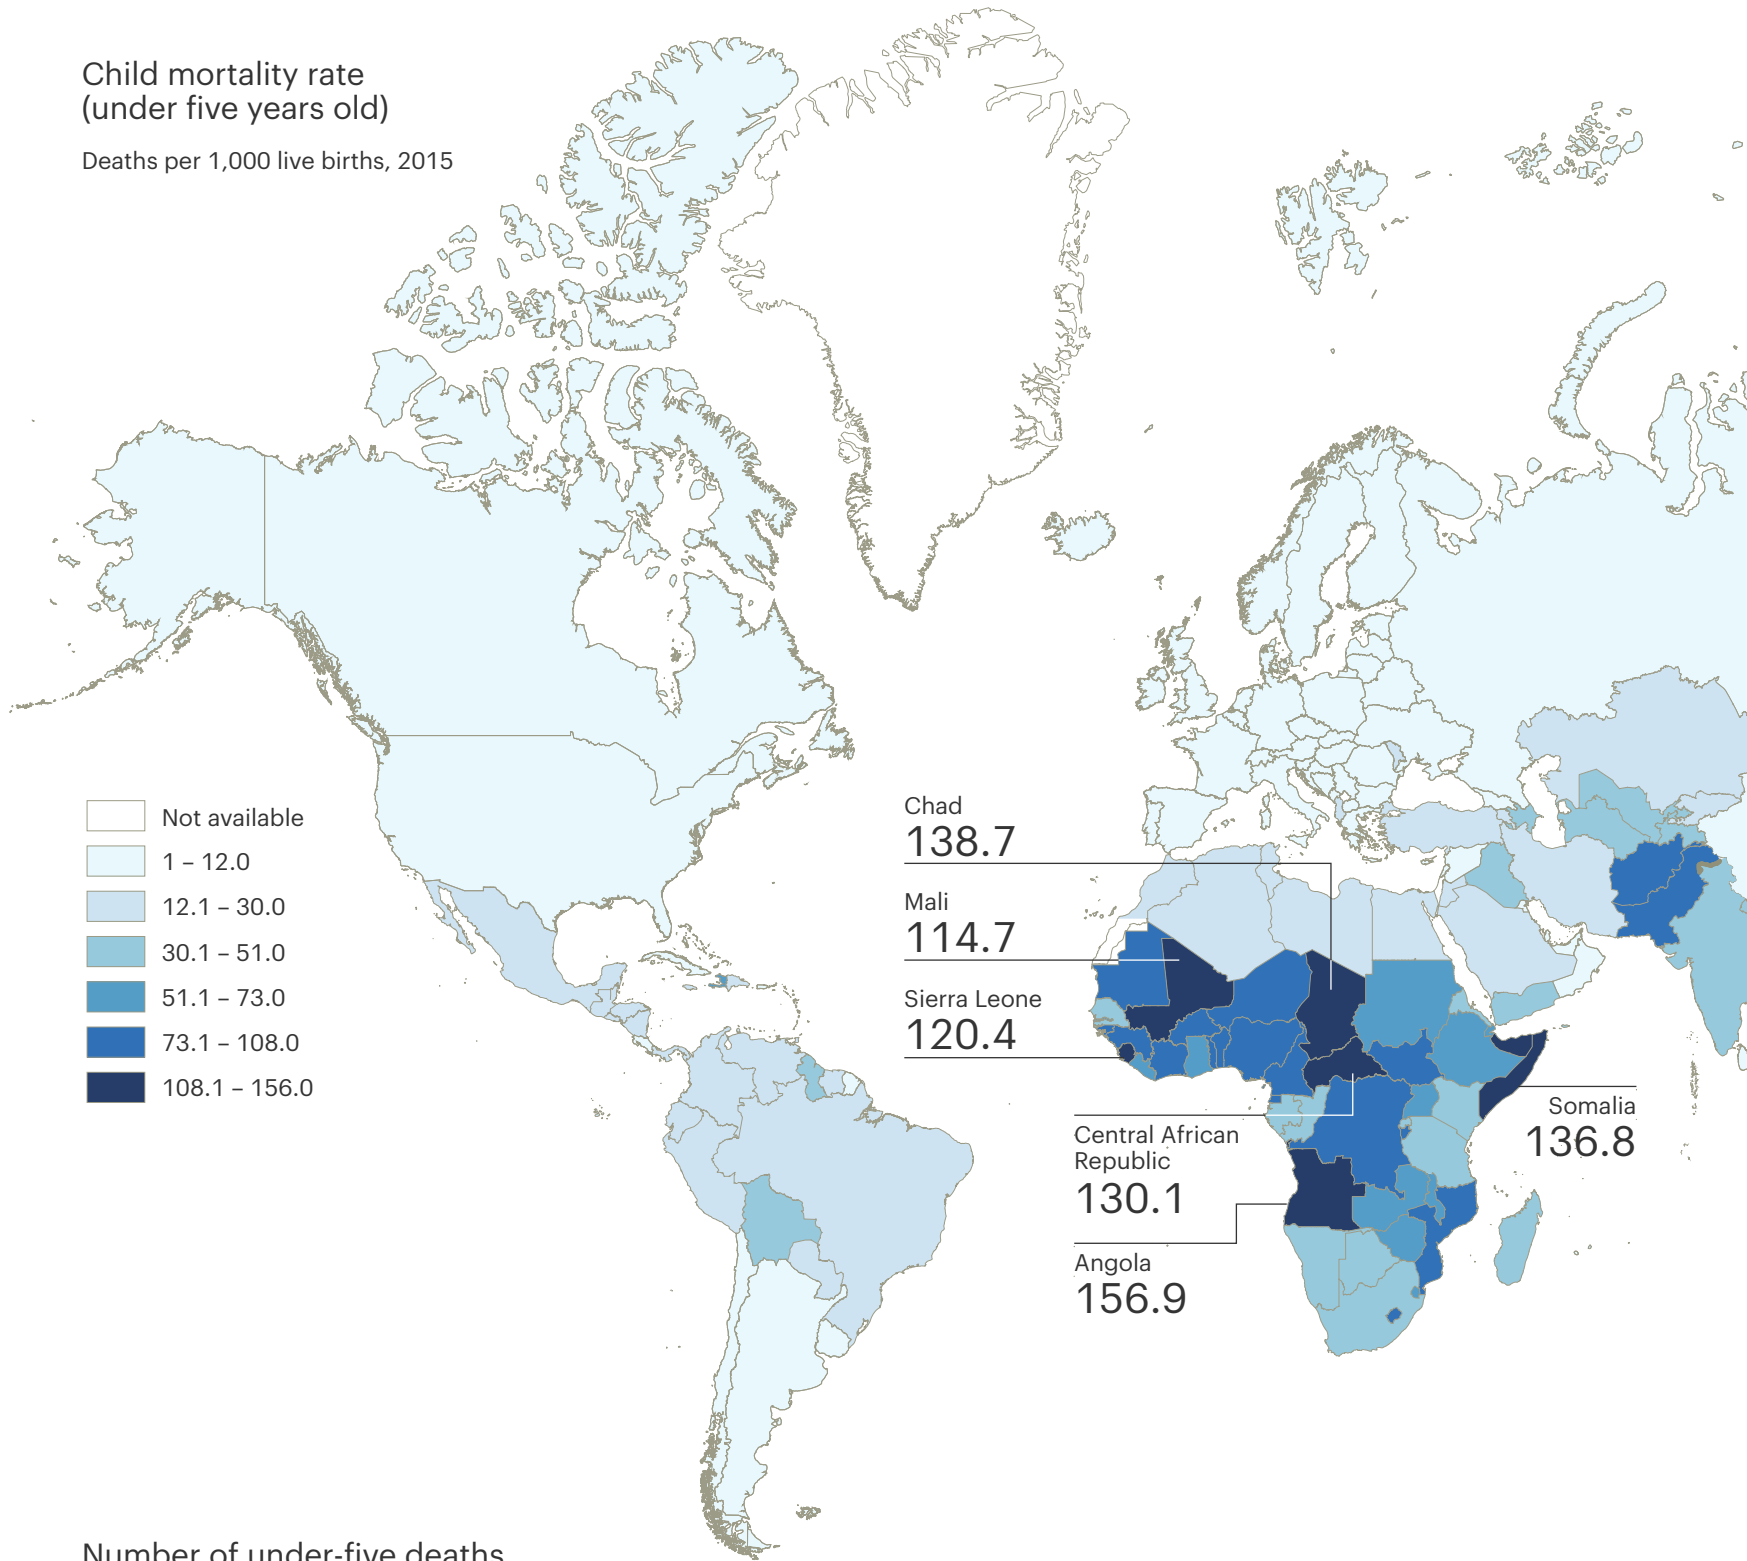 Child mortality rate
(under five years old)
Deaths per 1,000 live births, 2015
Not available
1 – 12.0
12.1 – 30.0
30.1 – 51.0
51.1 – 73.0
73.1 – 108.0
108.1 – 156.0
Chad
138.7
Mali
114.7
Sierra Leone
120.4
Central African
Republic
130.1
Angola
156.9
Somalia
136.8
Number of under-five deaths